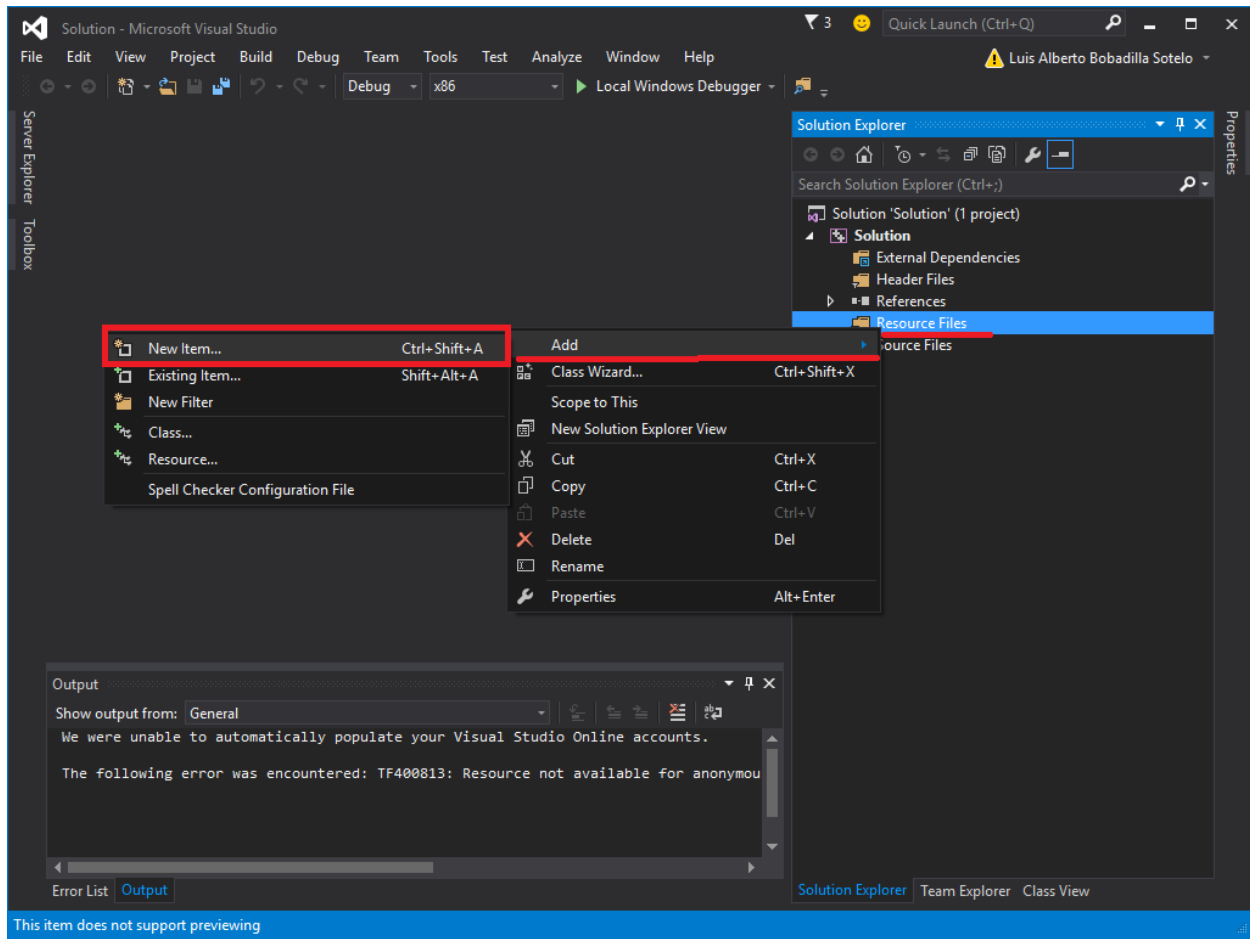 Solution - Microsoft Visual Studio
3
Quick Launch (Ctrl+Q)
File Edit View Project Build Debug Team Tools Test Analyze Window Help
Luis Alberto Bobadilla Sotelo
Debug x86 Local Windows Debugger
Server Explorer
Toolbox
Solution Explorer
Search Solution Explorer (Ctrl+;)
Solution 'Solution' (1 project)
Solution
External Dependencies
Header Files
References
Resource Files
ource Files
Properties
New Item... Ctrl+Shift+A
Existing Item... Shift+Alt+A
New Filter
Class...
Resource...
Spell Checker Configuration File
Add
Class Wizard... Ctrl+Shift+X
Scope to This
New Solution Explorer View
Cut Ctrl+X
Copy Ctrl+C
Paste Ctrl+V
Delete Del
Rename
Properties Alt+Enter
Output
Show output from: General
We were unable to automatically populate your Visual Studio Online accounts.
The following error was encountered: TF400813: Resource not available for anonymou
Error List Output
Solution Explorer Team Explorer Class View
This item does not support previewing